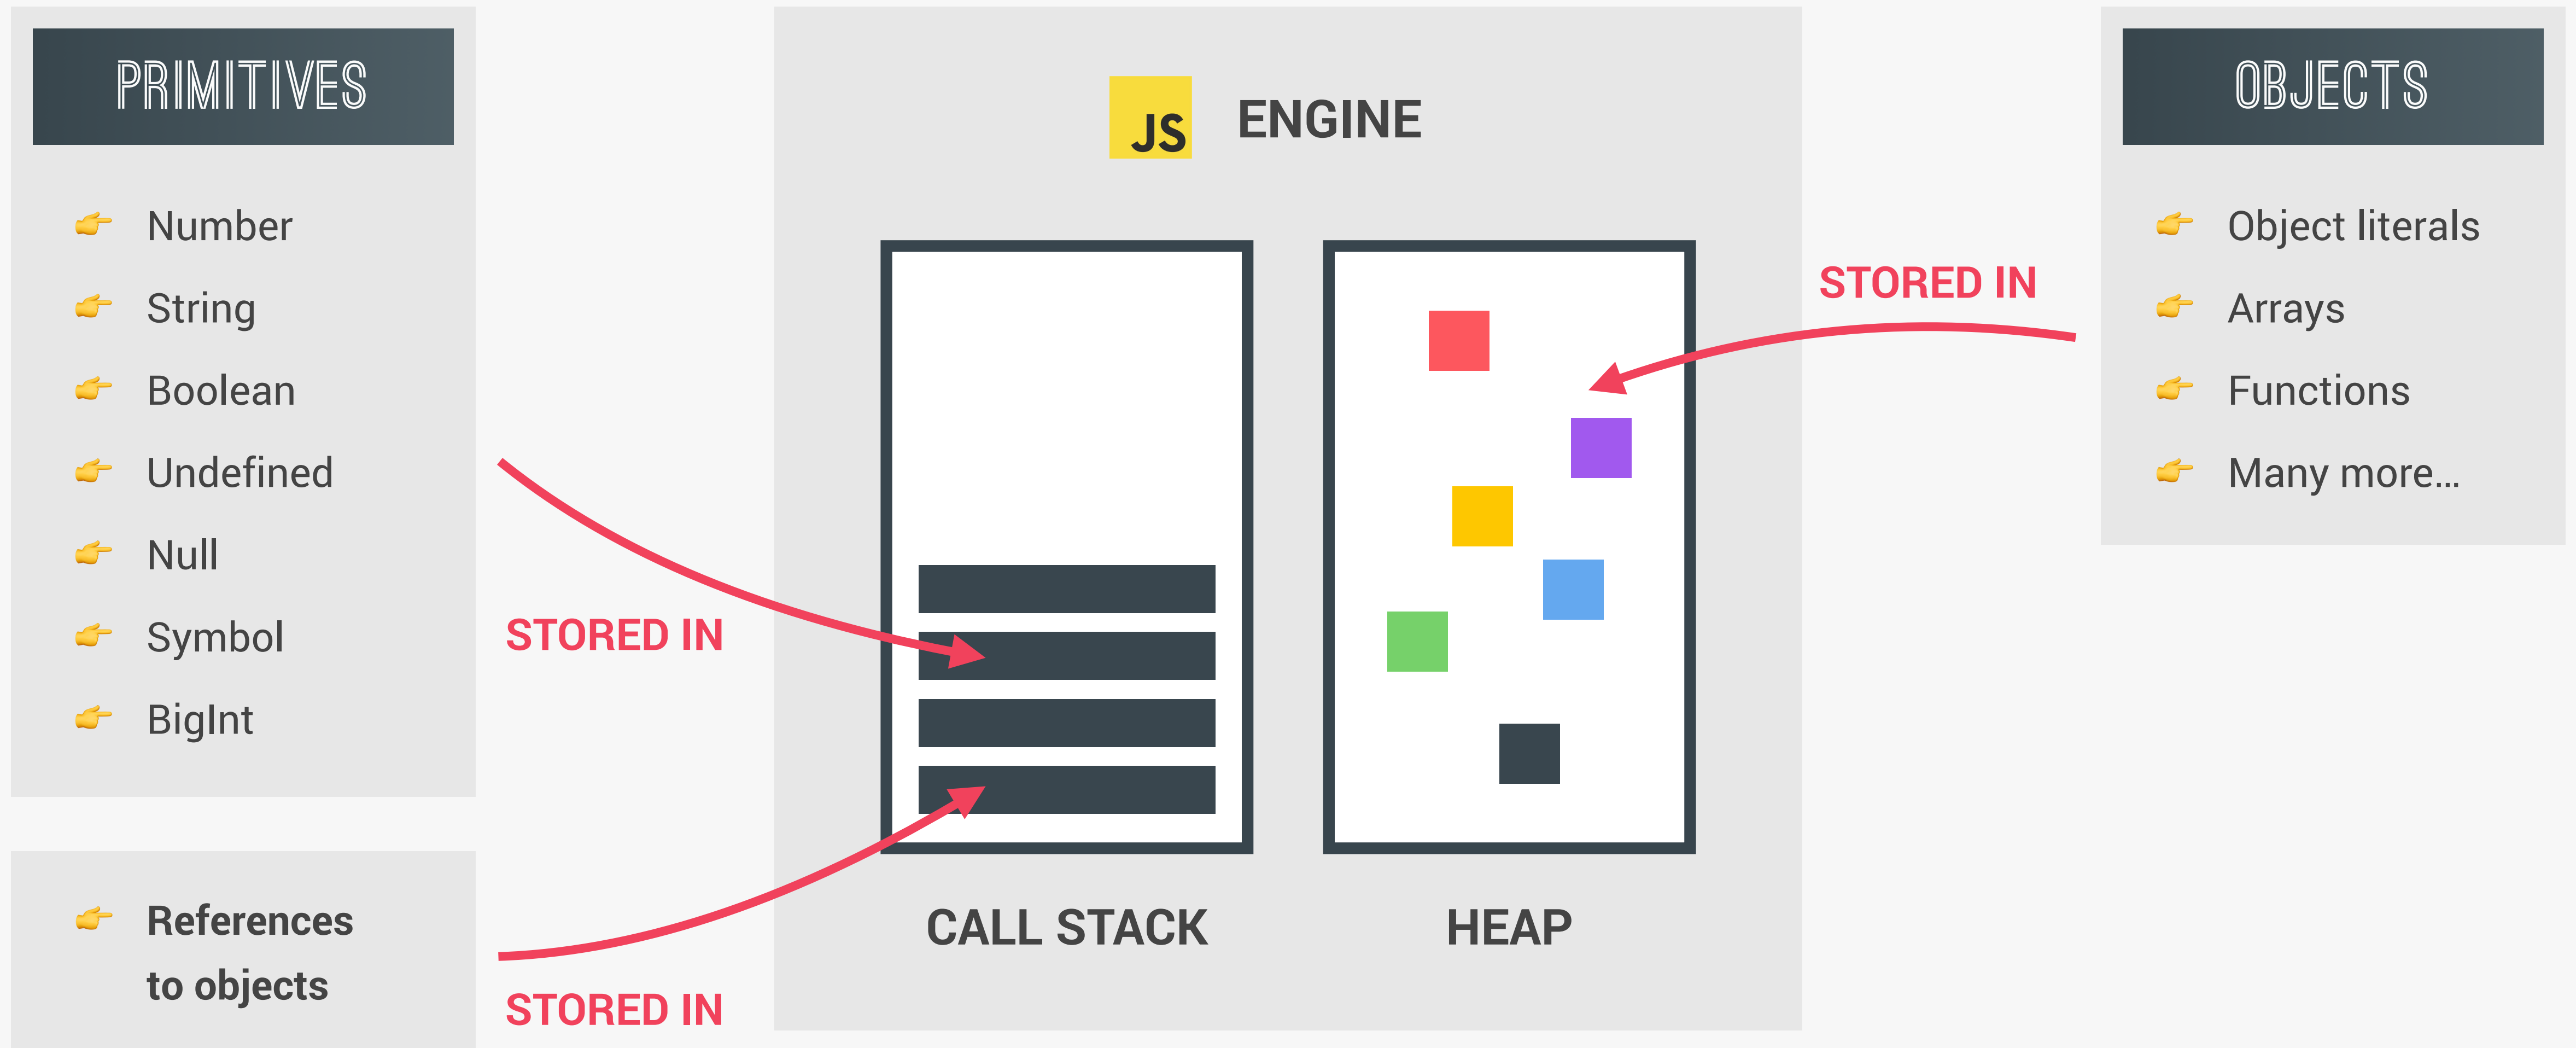 PRIMITIVES
👉 Number
👉 String
👉 Boolean
👉 Undefined
👉 Null
👉 Symbol
👉 BigInt
👉 References
to objects
STORED IN
STORED IN
JS ENGINE
CALL STACK
HEAP
STORED IN
OBJECTS
👉 Object literals
👉 Arrays
👉 Functions
👉 Many more…